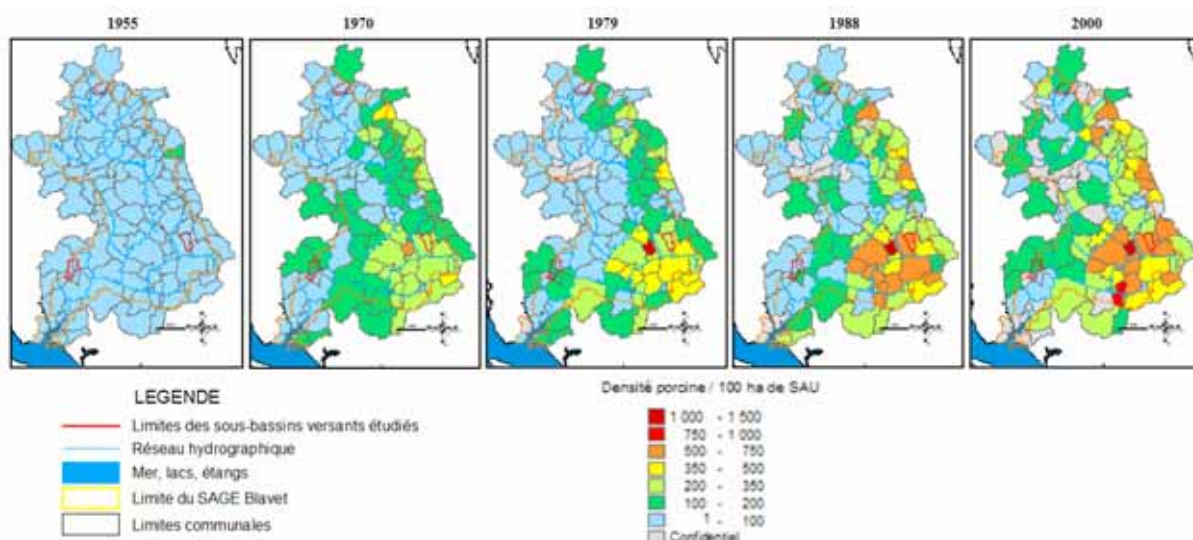 1955 1970 1979 1988 2000
LEGENDE
Limites des sous-bassins versants étudiés
Réseau hydrographique
Mer, lacs, étangs
Limite du SAGE Blavet
Limites communales
Densité porcine / 100 ha de SAU
1 000 - 1 500
750 - 1 000
500 - 750
350 - 500
200 - 350
100 - 200
1 - 100
Confidentiel